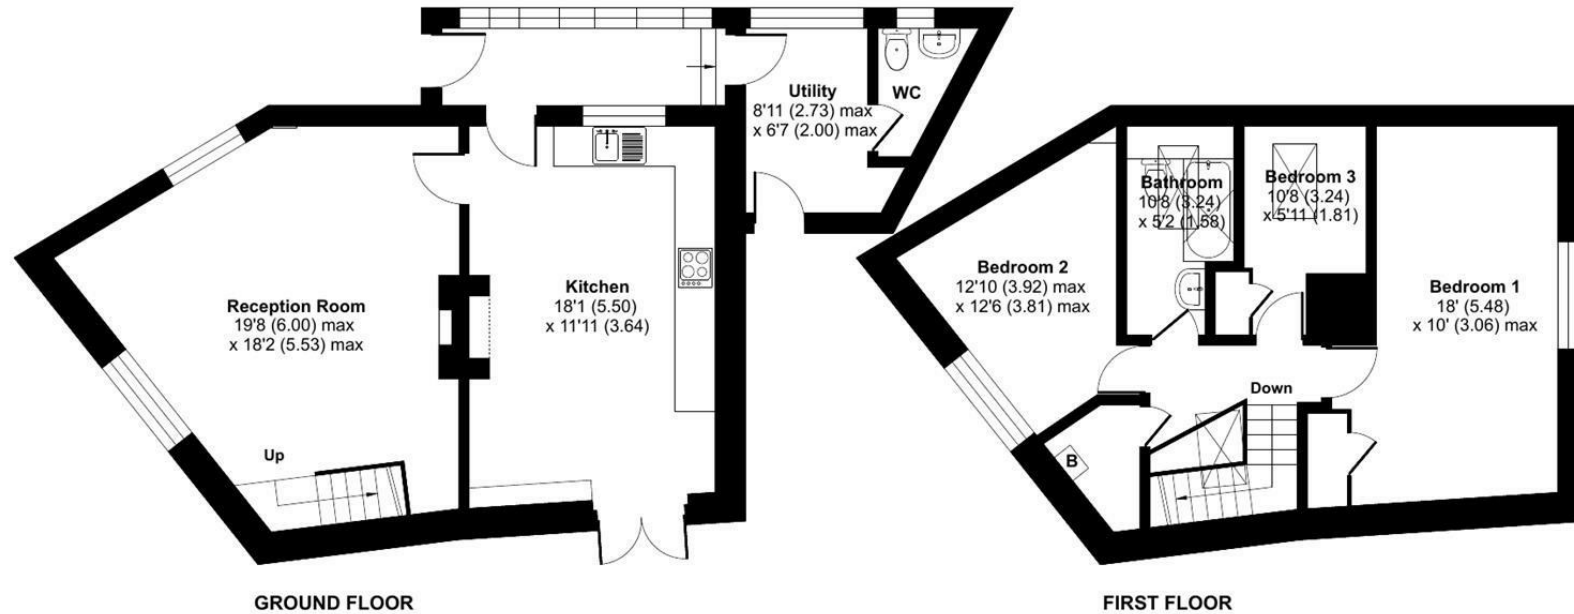 Utility
8'11 (2.73) max
x 6'7 (2.00) max
WC
Reception Room
19'8 (6.00) max
x 18'2 (5.53) max
Kitchen
18'1 (5.50)
x 11'11 (3.64)
Up
GROUND FLOOR
Bathroom
10'8 (3.24)
x 5'2 (1.58)
Bedroom 3
10'8 (3.24)
x 5'11 (1.81)
Bedroom 2
12'10 (3.92) max
x 12'6 (3.81) max
Bedroom 1
18' (5.48)
x 10' (3.06) max
Down
B
FIRST FLOOR